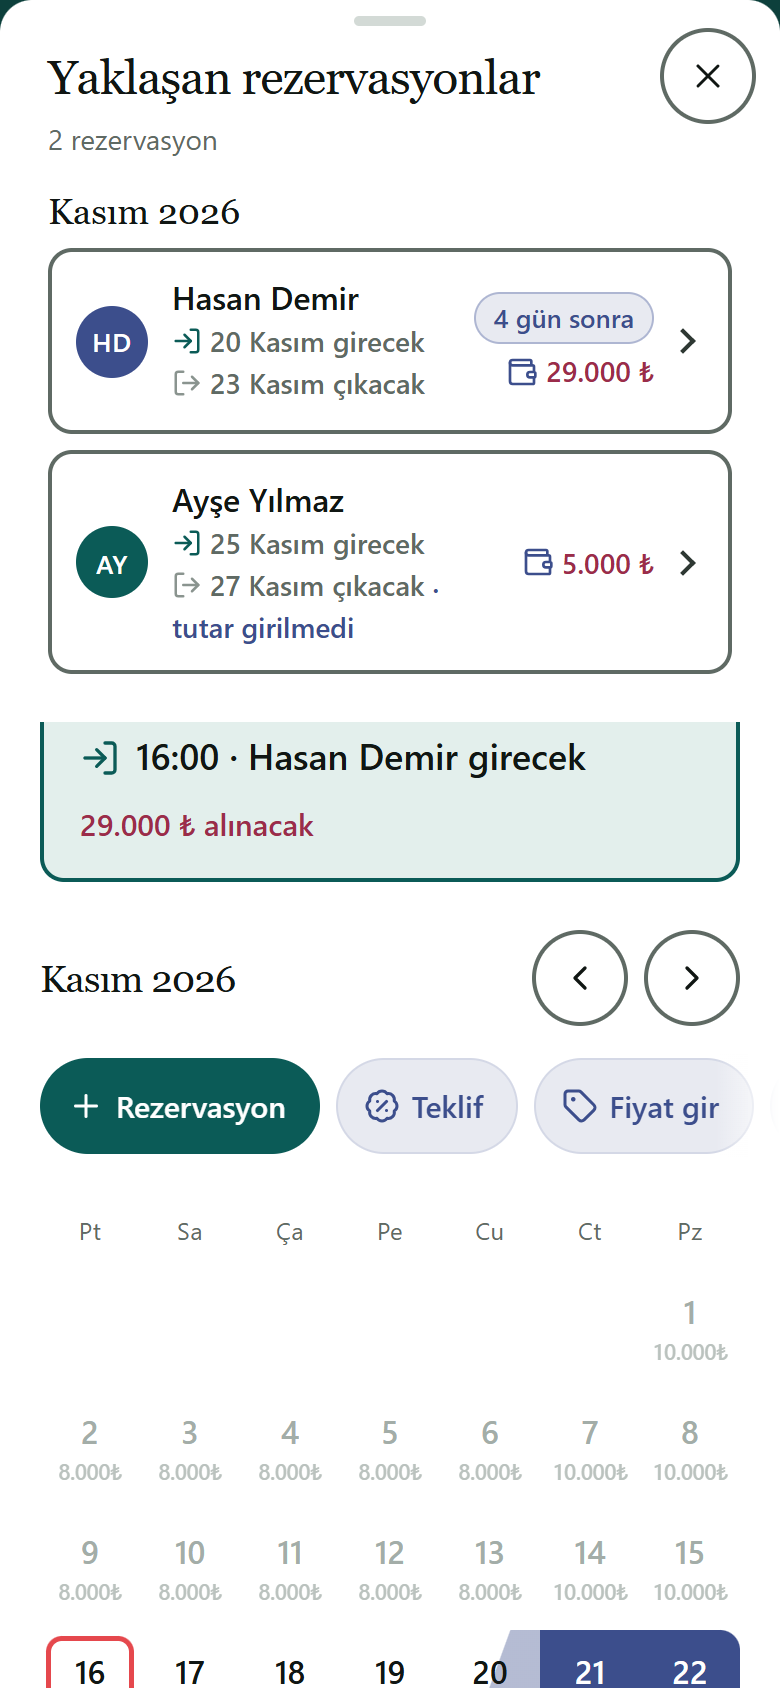 Yaklaşan rezervasyonlar
2 rezervasyon
Kasım 2026
HD
Hasan Demir
20 Kasım girecek
23 Kasım çıkacak
4 gün sonra
29.000 ₺
AY
Ayşe Yılmaz
25 Kasım girecek
27 Kasım çıkacak ·
tutar girilmedi
5.000 ₺
16:00 · Hasan Demir girecek
29.000 ₺ alınacak
Kasım 2026
+ Rezervasyon
Teklif
Fiyat gir
Pt Sa Ça Pe Cu Ct Pz
1
10.000₺
2 3 4 5 6 7 8
8.000₺ 8.000₺ 8.000₺ 8.000₺ 8.000₺ 10.000₺ 10.000₺
9 10 11 12 13 14 15
8.000₺ 8.000₺ 8.000₺ 8.000₺ 8.000₺ 10.000₺ 10.000₺
16 17 18 19 20 21 22